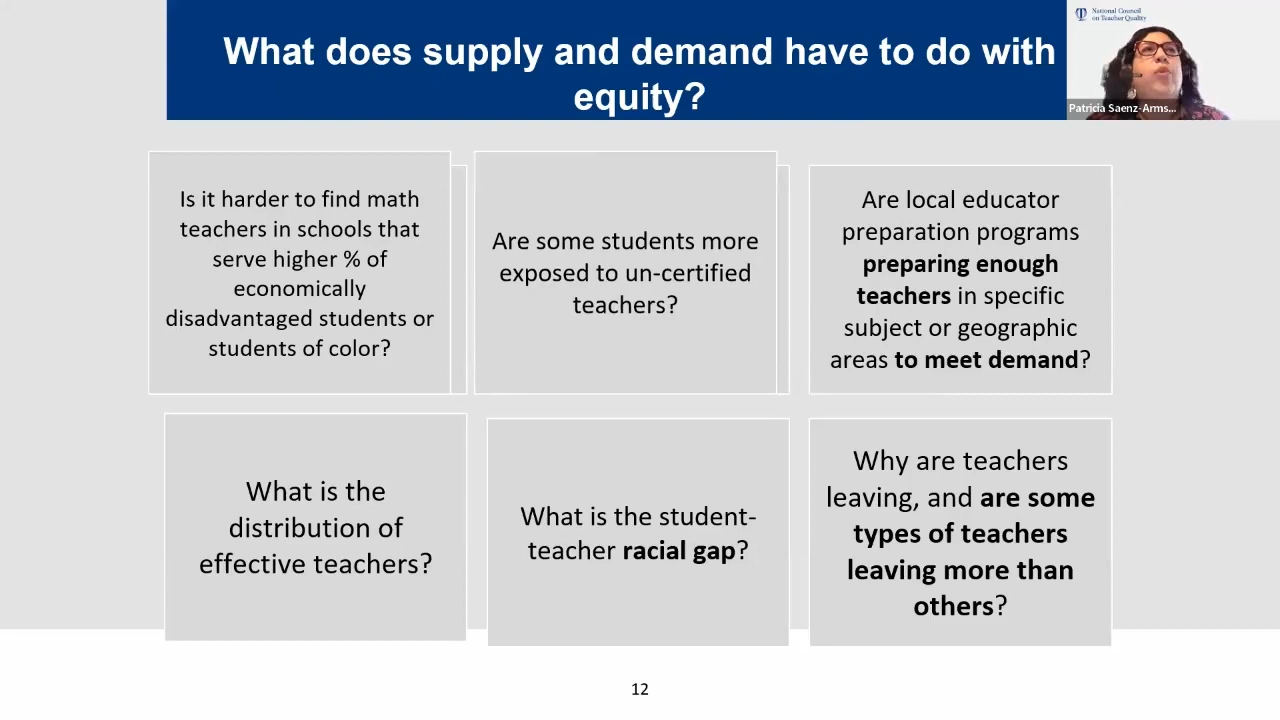 What does supply and demand have to do with
equity?
National Council
on Teacher Quality
Patricia Saenz-Arms...
Is it harder to find math
teachers in schools that
serve higher % of
economically
disadvantaged students or
students of color?
Are some students more
exposed to un-certified
teachers?
Are local educator
preparation programs
preparing enough
teachers in specific
subject or geographic
areas to meet demand?
What is the
distribution of
effective teachers?
What is the student-
teacher racial gap?
Why are teachers
leaving, and are some
types of teachers
leaving more than
others?
12